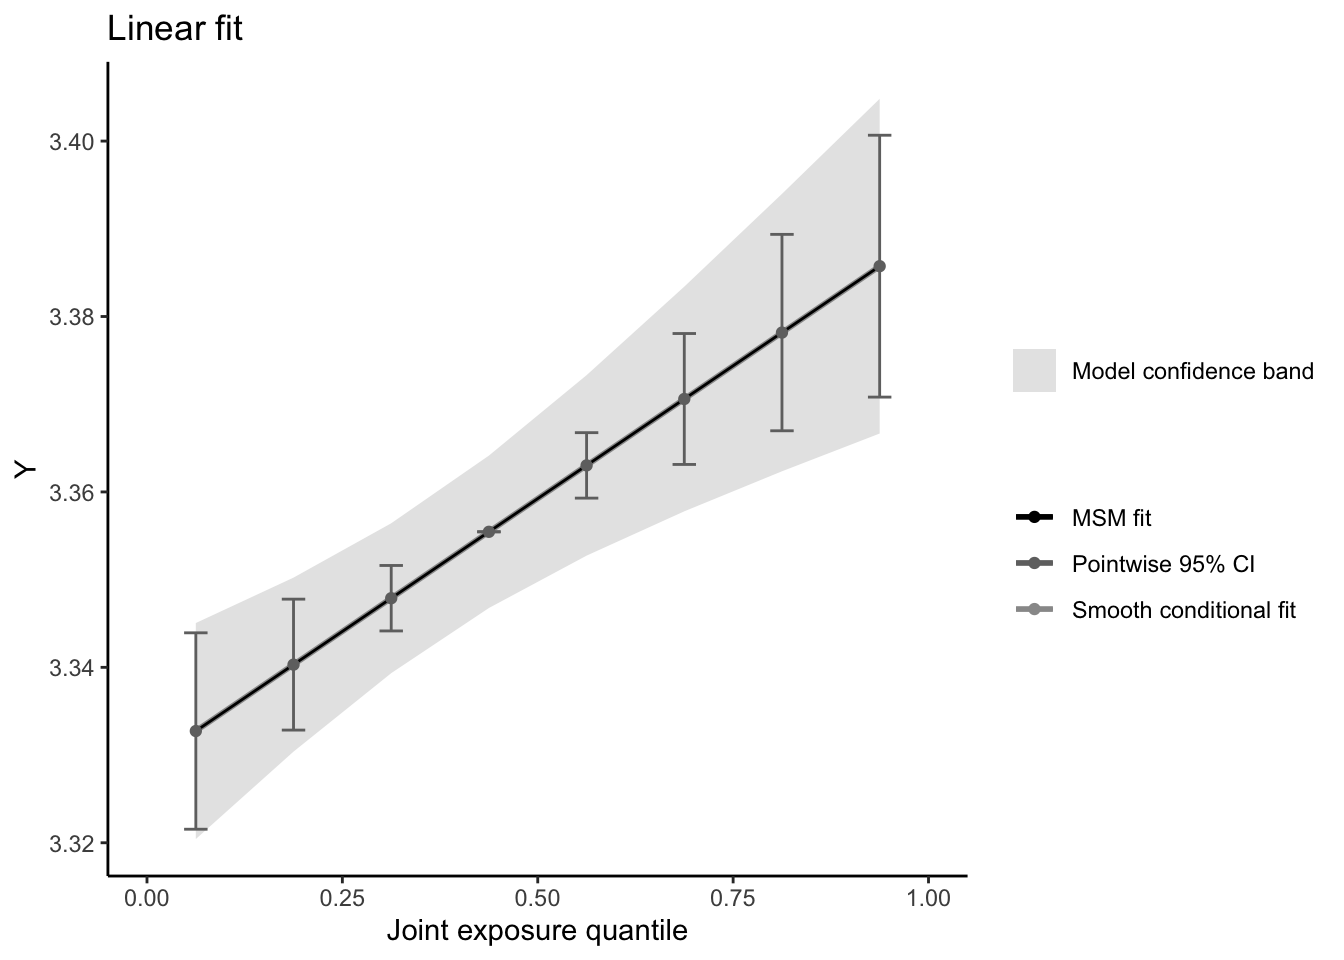 Linear fit
3.40
3.38
3.36
3.34
3.32
Y
0.00 0.25 0.50 0.75 1.00
Joint exposure quantile
Model confidence band
MSM fit
Pointwise 95% CI
Smooth conditional fit